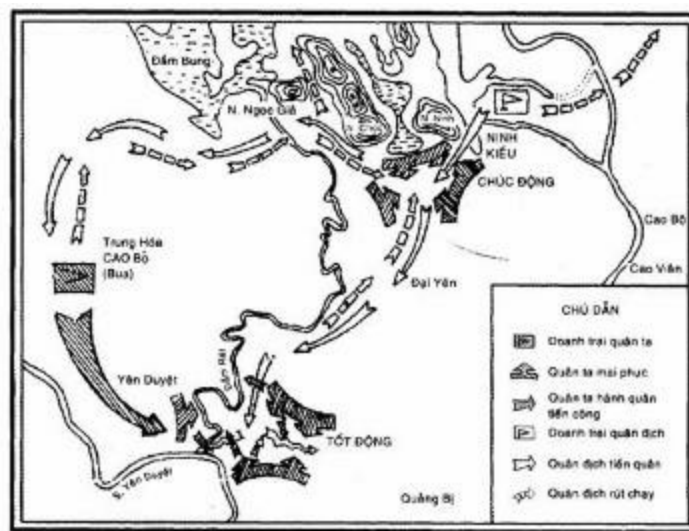 Đầm Bung
N. Ngọc Giả
N. Ninh
NINH
KIỀU
CHÚC ĐỘNG
Cao Bộ
Trung Hóa
CAO Bộ
(Bua)
Cao Viên
Đại Yên
Yên Duyệt
TỐT ĐỘNG
S. Yên Duyệt
Quảng Bị
CHÚ DẪN
Doanh trại quân ta
Quân ta mai phục
Quân ta hành quân
tiến công
Doanh trại quân địch
Quân địch tiến quân
Quân địch rút chạy